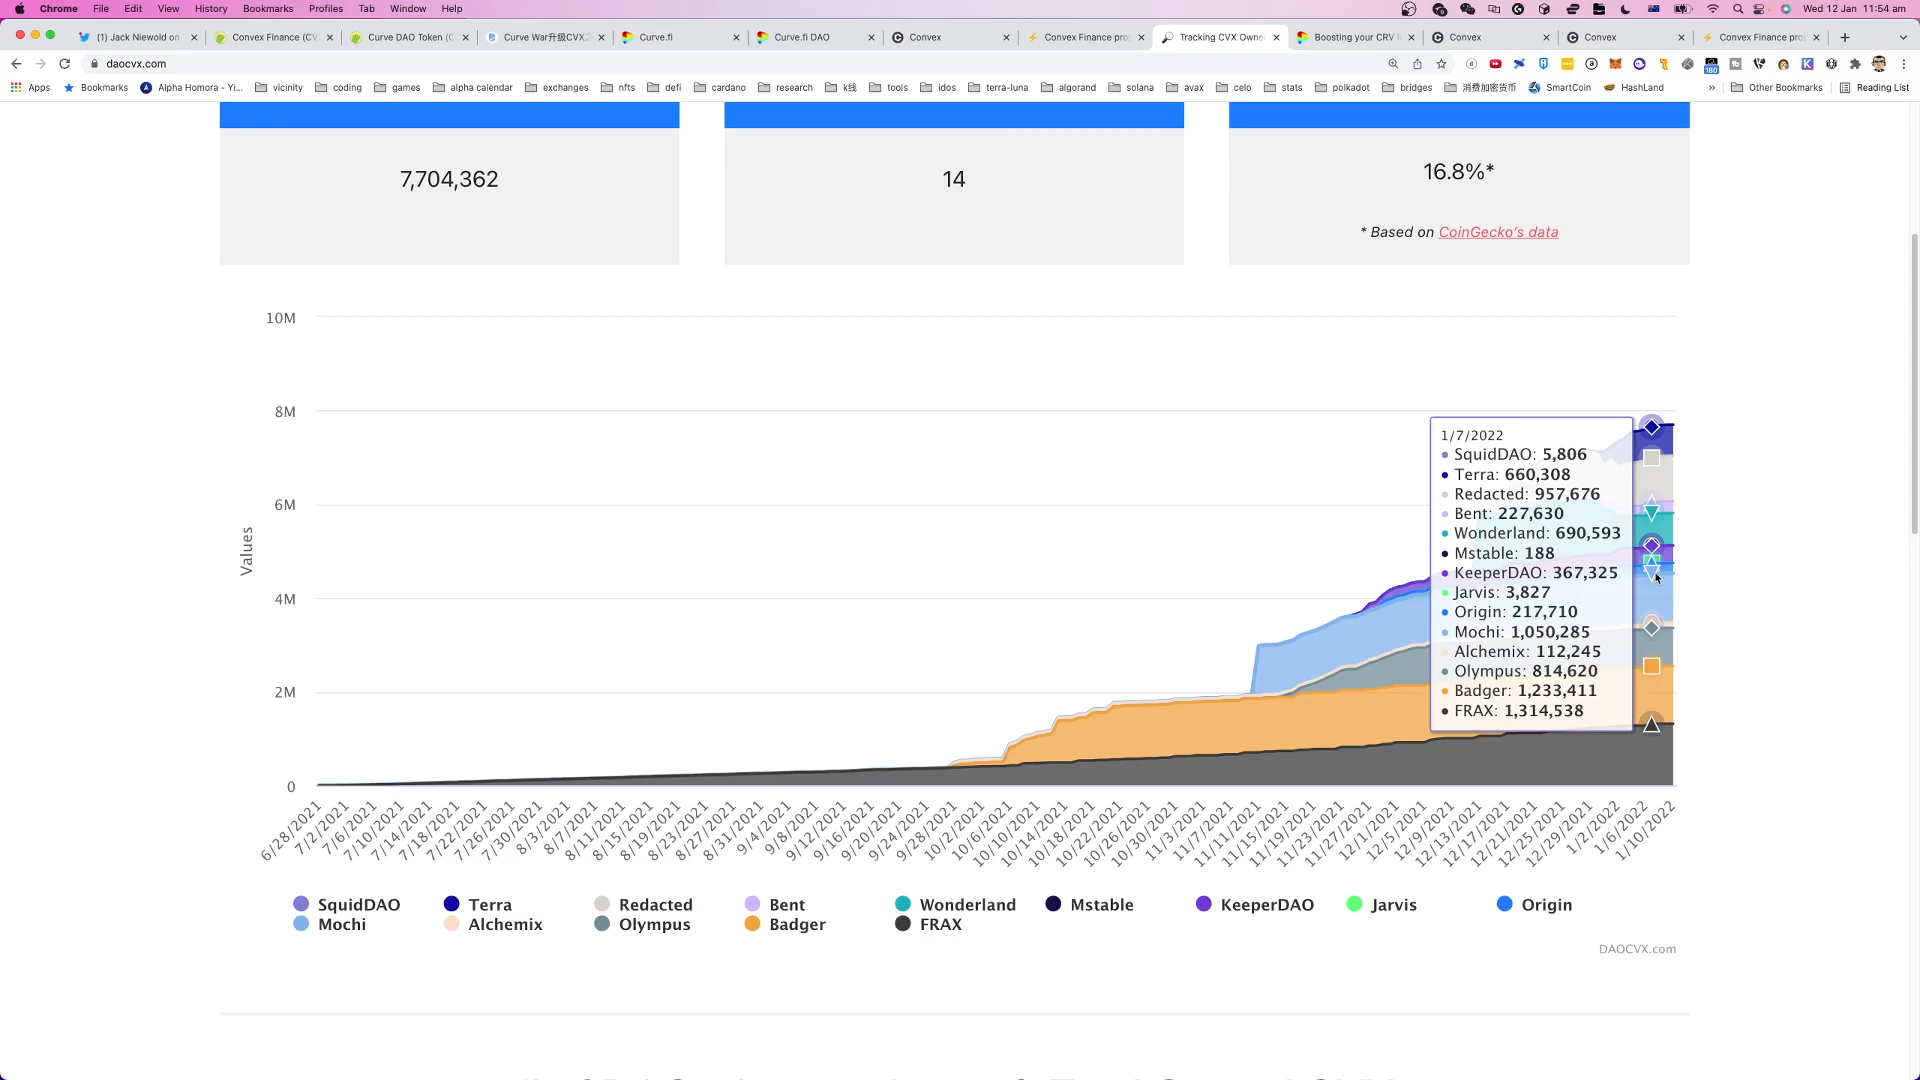 Chrome File Edit View History Bookmarks Profiles Tab Window Help
Wed 12 Jan 11:54 am
(1) Jack Niewold on
Convex Finance (CV
Curve DAO Token (C
Curve War升级CVX
Curve.fi
Curve.fi DAO
Convex
Convex Finance pro
Tracking CVX Owne
Boosting your CRV
Convex
Convex
Convex Finance pro
daocvx.com
Apps Bookmarks Alpha Homora - Yi... vicinity coding games alpha calendar exchanges nfts defi cardano research k线 tools idos terra-luna algorand solana avax celo stats polkadot bridges 消费加密货币 SmartCoin HashLand » Other Bookmarks Reading List
7,704,362
14
16.8%*
* Based on CoinGecko's data
10M
8M
6M
4M
2M
0
Values
1/7/2022
SquidDAO: 5,806
Terra: 660,308
Redacted: 957,676
Bent: 227,630
Wonderland: 690,593
Mstable: 188
KeeperDAO: 367,325
Jarvis: 3,827
Origin: 217,710
Mochi: 1,050,285
Alchemix: 112,245
Olympus: 814,620
Badger: 1,233,411
FRAX: 1,314,538
6/28/2021 7/2/2021 7/6/2021 7/10/2021 7/14/2021 7/18/2021 7/22/2021 7/26/2021 7/30/2021 8/3/2021 8/7/2021 8/11/2021 8/15/2021 8/19/2021 8/23/2021 8/27/2021 8/31/2021 9/4/2021 9/8/2021 9/12/2021 9/16/2021 9/20/2021 9/24/2021 9/28/2021 10/2/2021 10/6/2021 10/10/2021 10/14/2021 10/18/2021 10/22/2021 10/26/2021 10/30/2021 11/3/2021 11/7/2021 11/11/2021 11/15/2021 11/19/2021 11/23/2021 11/27/2021 12/1/2021 12/5/2021 12/9/2021 12/13/2021 12/17/2021 12/21/2021 12/25/2021 12/29/2021 1/2/2022 1/6/2022 1/10/2022
SquidDAO Terra Redacted Bent Wonderland Mstable KeeperDAO Jarvis Origin
Mochi Alchemix Olympus Badger FRAX
DAOCVX.com